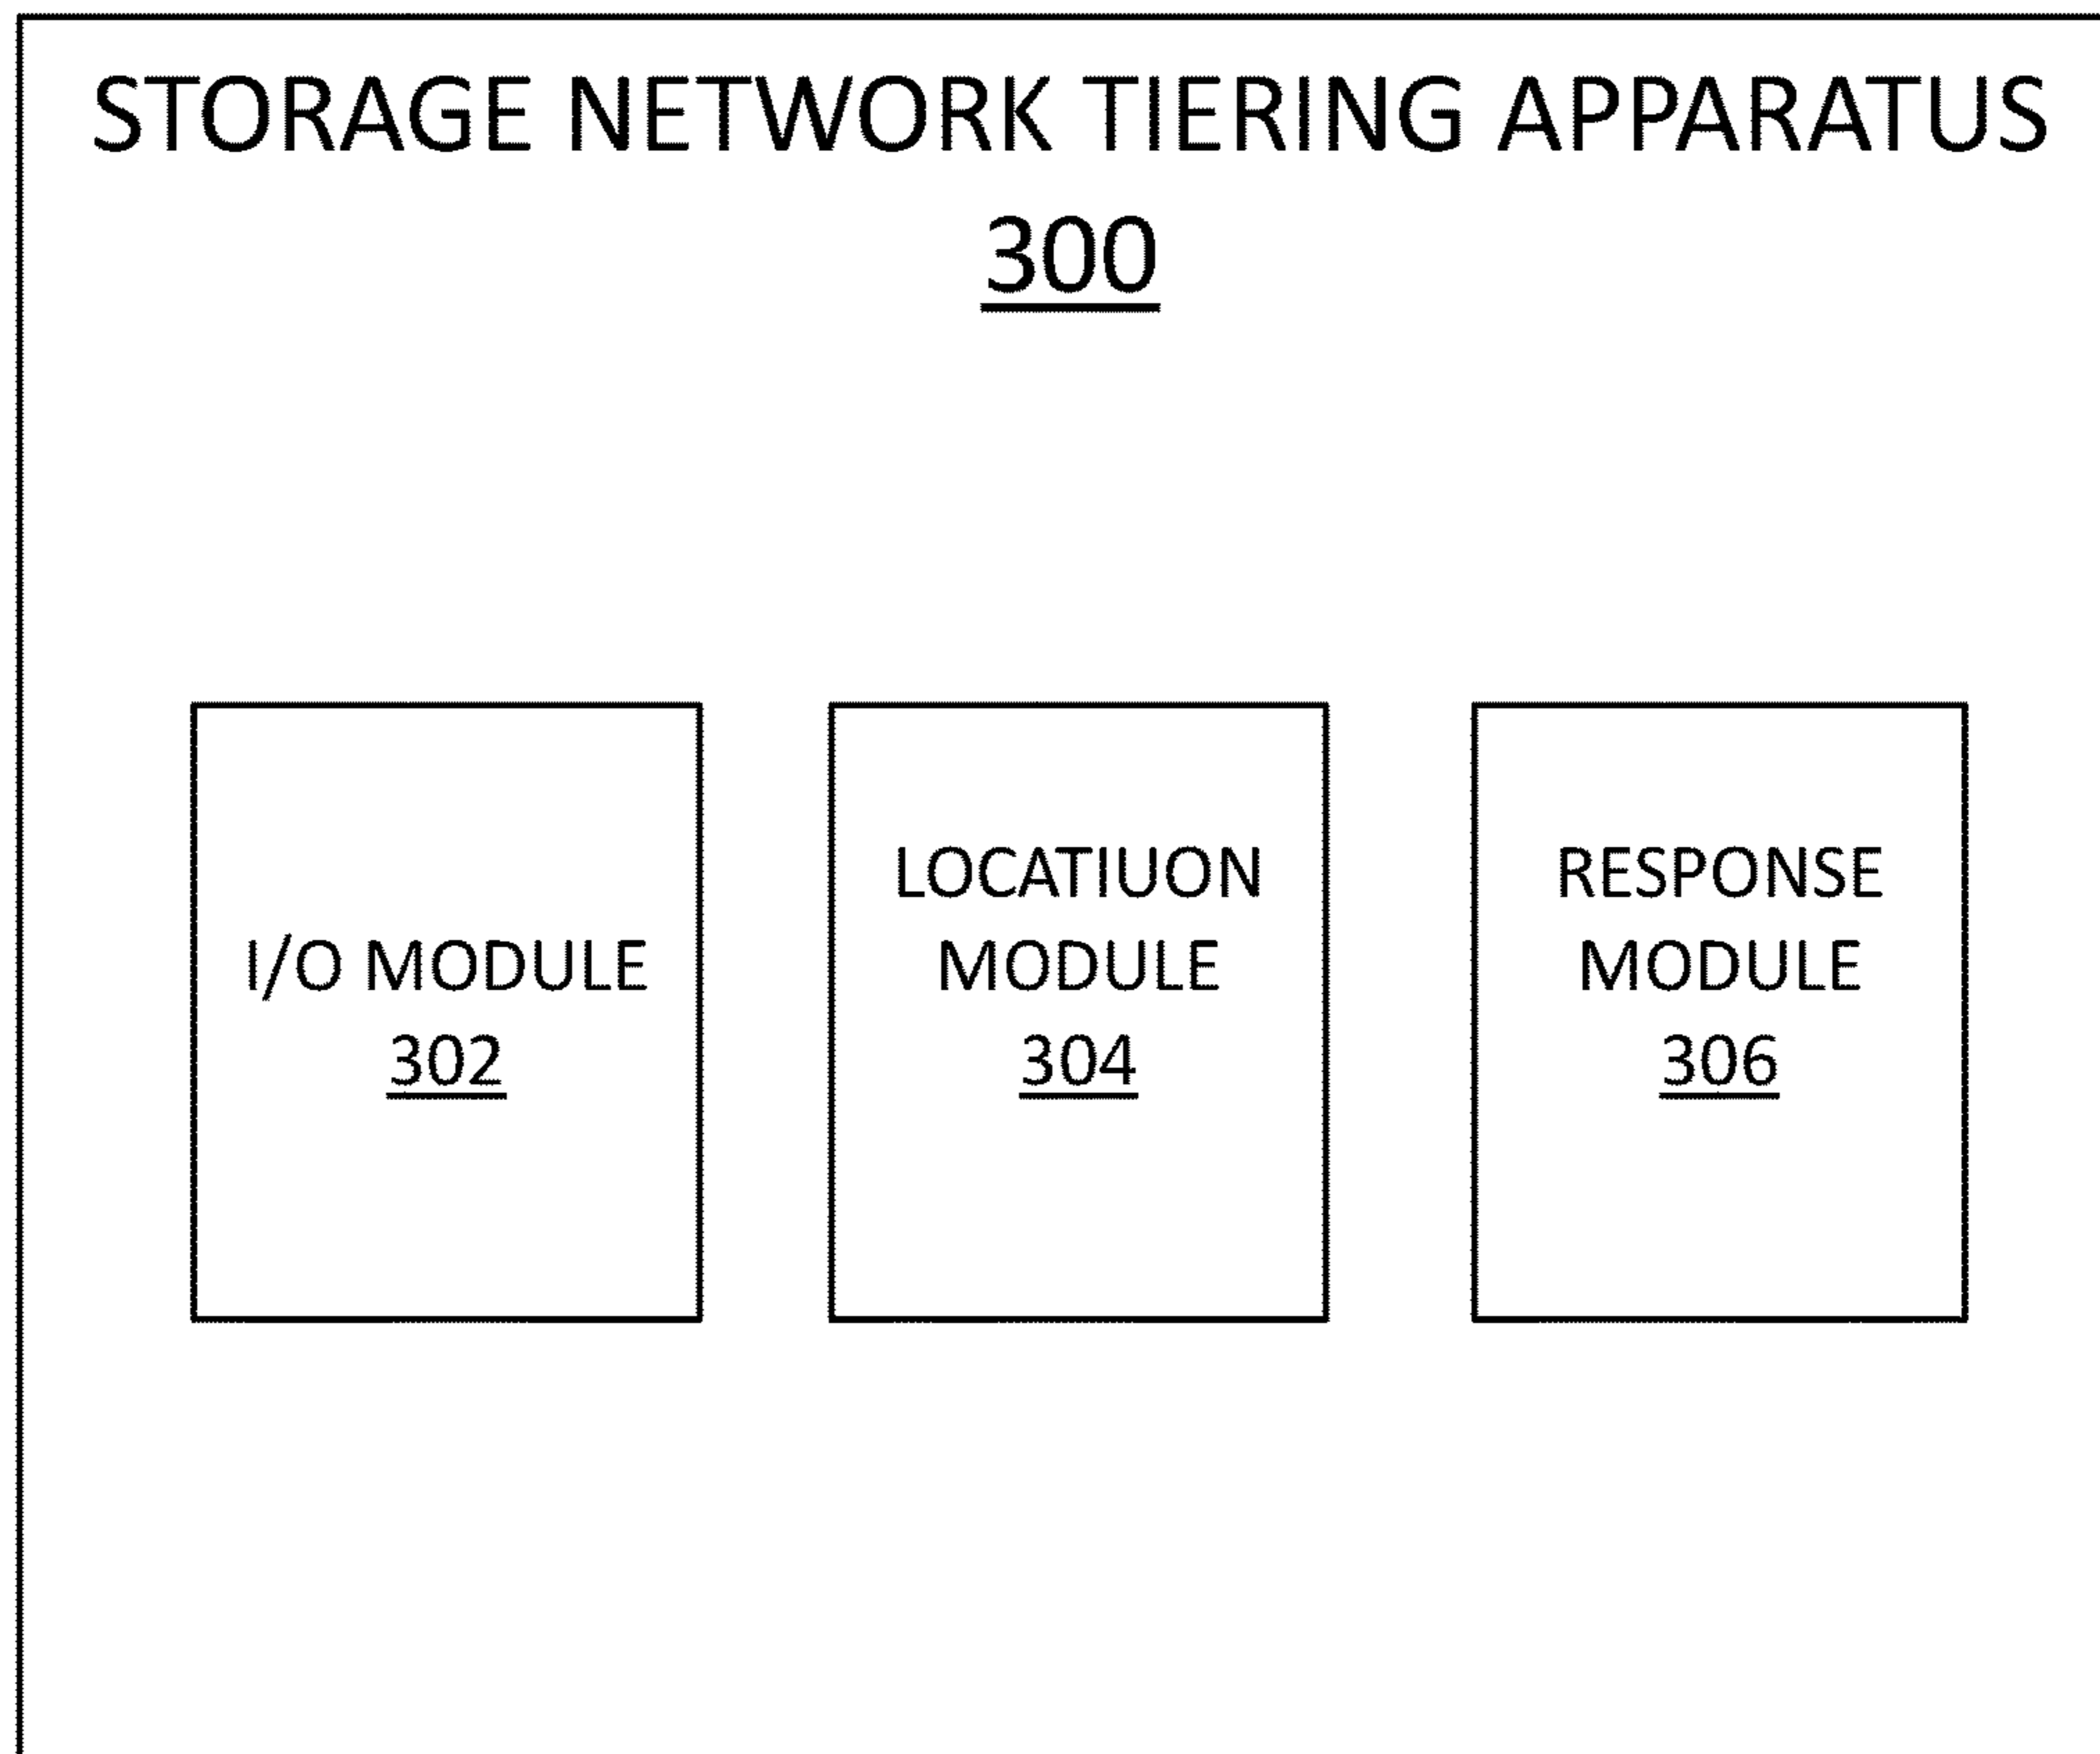 STORAGE NETWORK TIERING APPARATUS
300
I/O MODULE
302
LOCATIUON
MODULE
304
RESPONSE
MODULE
306